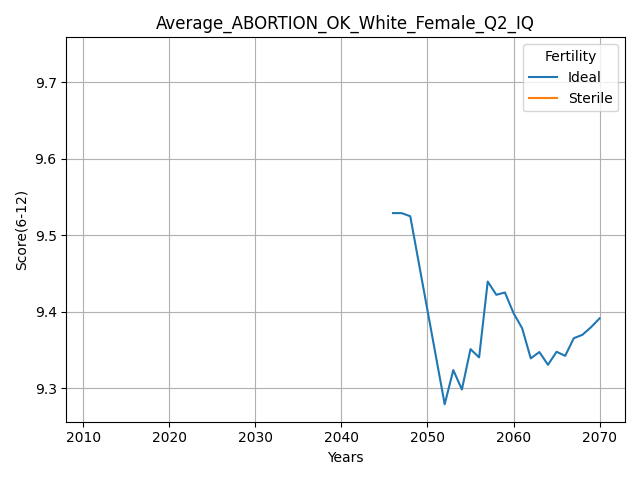 Average_ABORTION_OK_White_Female_Q2_IQ
Fertility
Ideal
Sterile
9.7
9.6
9.5
9.4
9.3
Score(6-12)
2010 2020 2030 2040 2050 2060 2070
Years